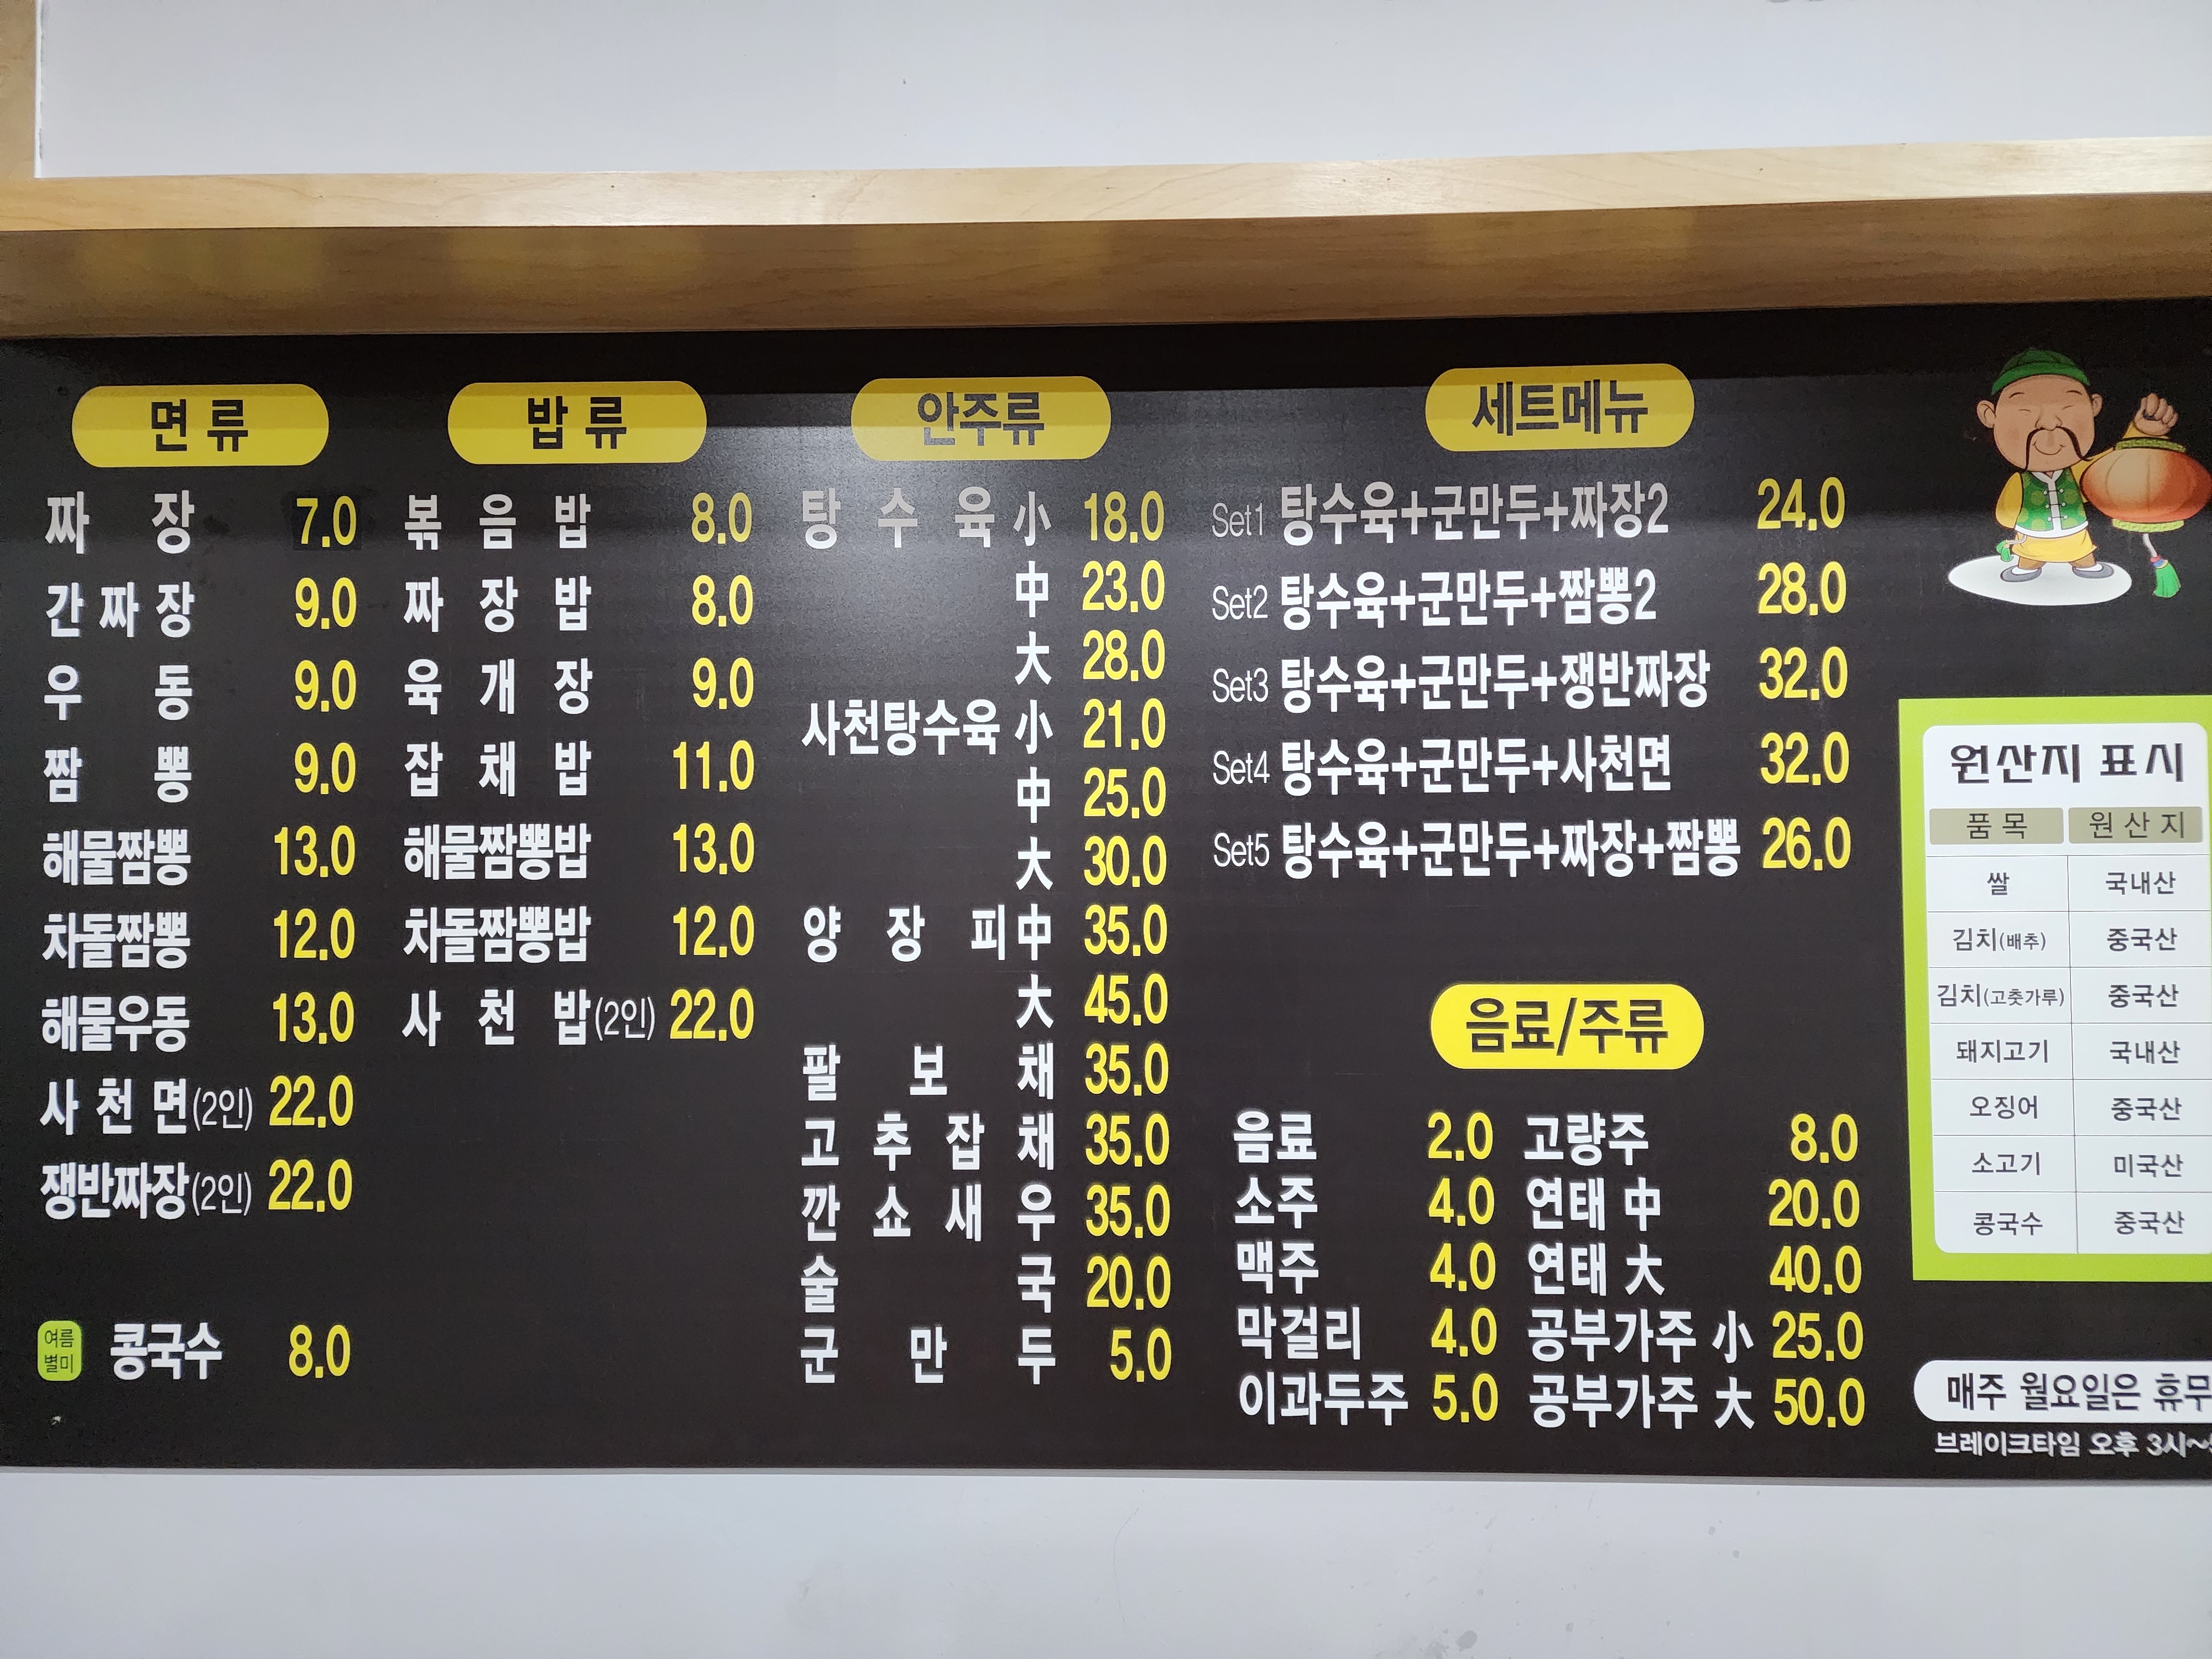 면류
짜장 7.0
간짜장 9.0
우동 9.0
짬뽕 9.0
해물짬뽕 13.0
차돌짬뽕 12.0
해물우동 13.0
사천면(2인) 22.0
쟁반짜장(2인) 22.0
여름
별미
콩국수 8.0
밥류
볶음밥 8.0
짜장밥 8.0
육개장 9.0
잡채밥 11.0
해물짬뽕밥 13.0
차돌짬뽕밥 12.0
사천밥(2인) 22.0
안주류
탕수육 小 18.0
中 23.0
大 28.0
사천탕수육 小 21.0
中 25.0
大 30.0
양장피 中 35.0
大 45.0
팔보채 35.0
고추잡채 35.0
깐쇼새우 35.0
술국 20.0
군만두 5.0
세트메뉴
Set1 탕수육+군만두+짜장2 24.0
Set2 탕수육+군만두+짬뽕2 28.0
Set3 탕수육+군만두+쟁반짜장 32.0
Set4 탕수육+군만두+사천면 32.0
Set5 탕수육+군만두+짜장+짬뽕 26.0
음료/주류
음료 2.0 고량주 8.0
소주 4.0 연태 中 20.0
맥주 4.0 연태 大 40.0
막걸리 4.0 공부가주 小 25.0
이과두주 5.0 공부가주 大 50.0
원산지 표시
품목 원산지
쌀 국내산
김치(배추) 중국산
김치(고춧가루) 중국산
돼지고기 국내산
오징어 중국산
소고기 미국산
콩국수 중국산
매주 월요일은 휴무
브레이크타임 오후 3시~